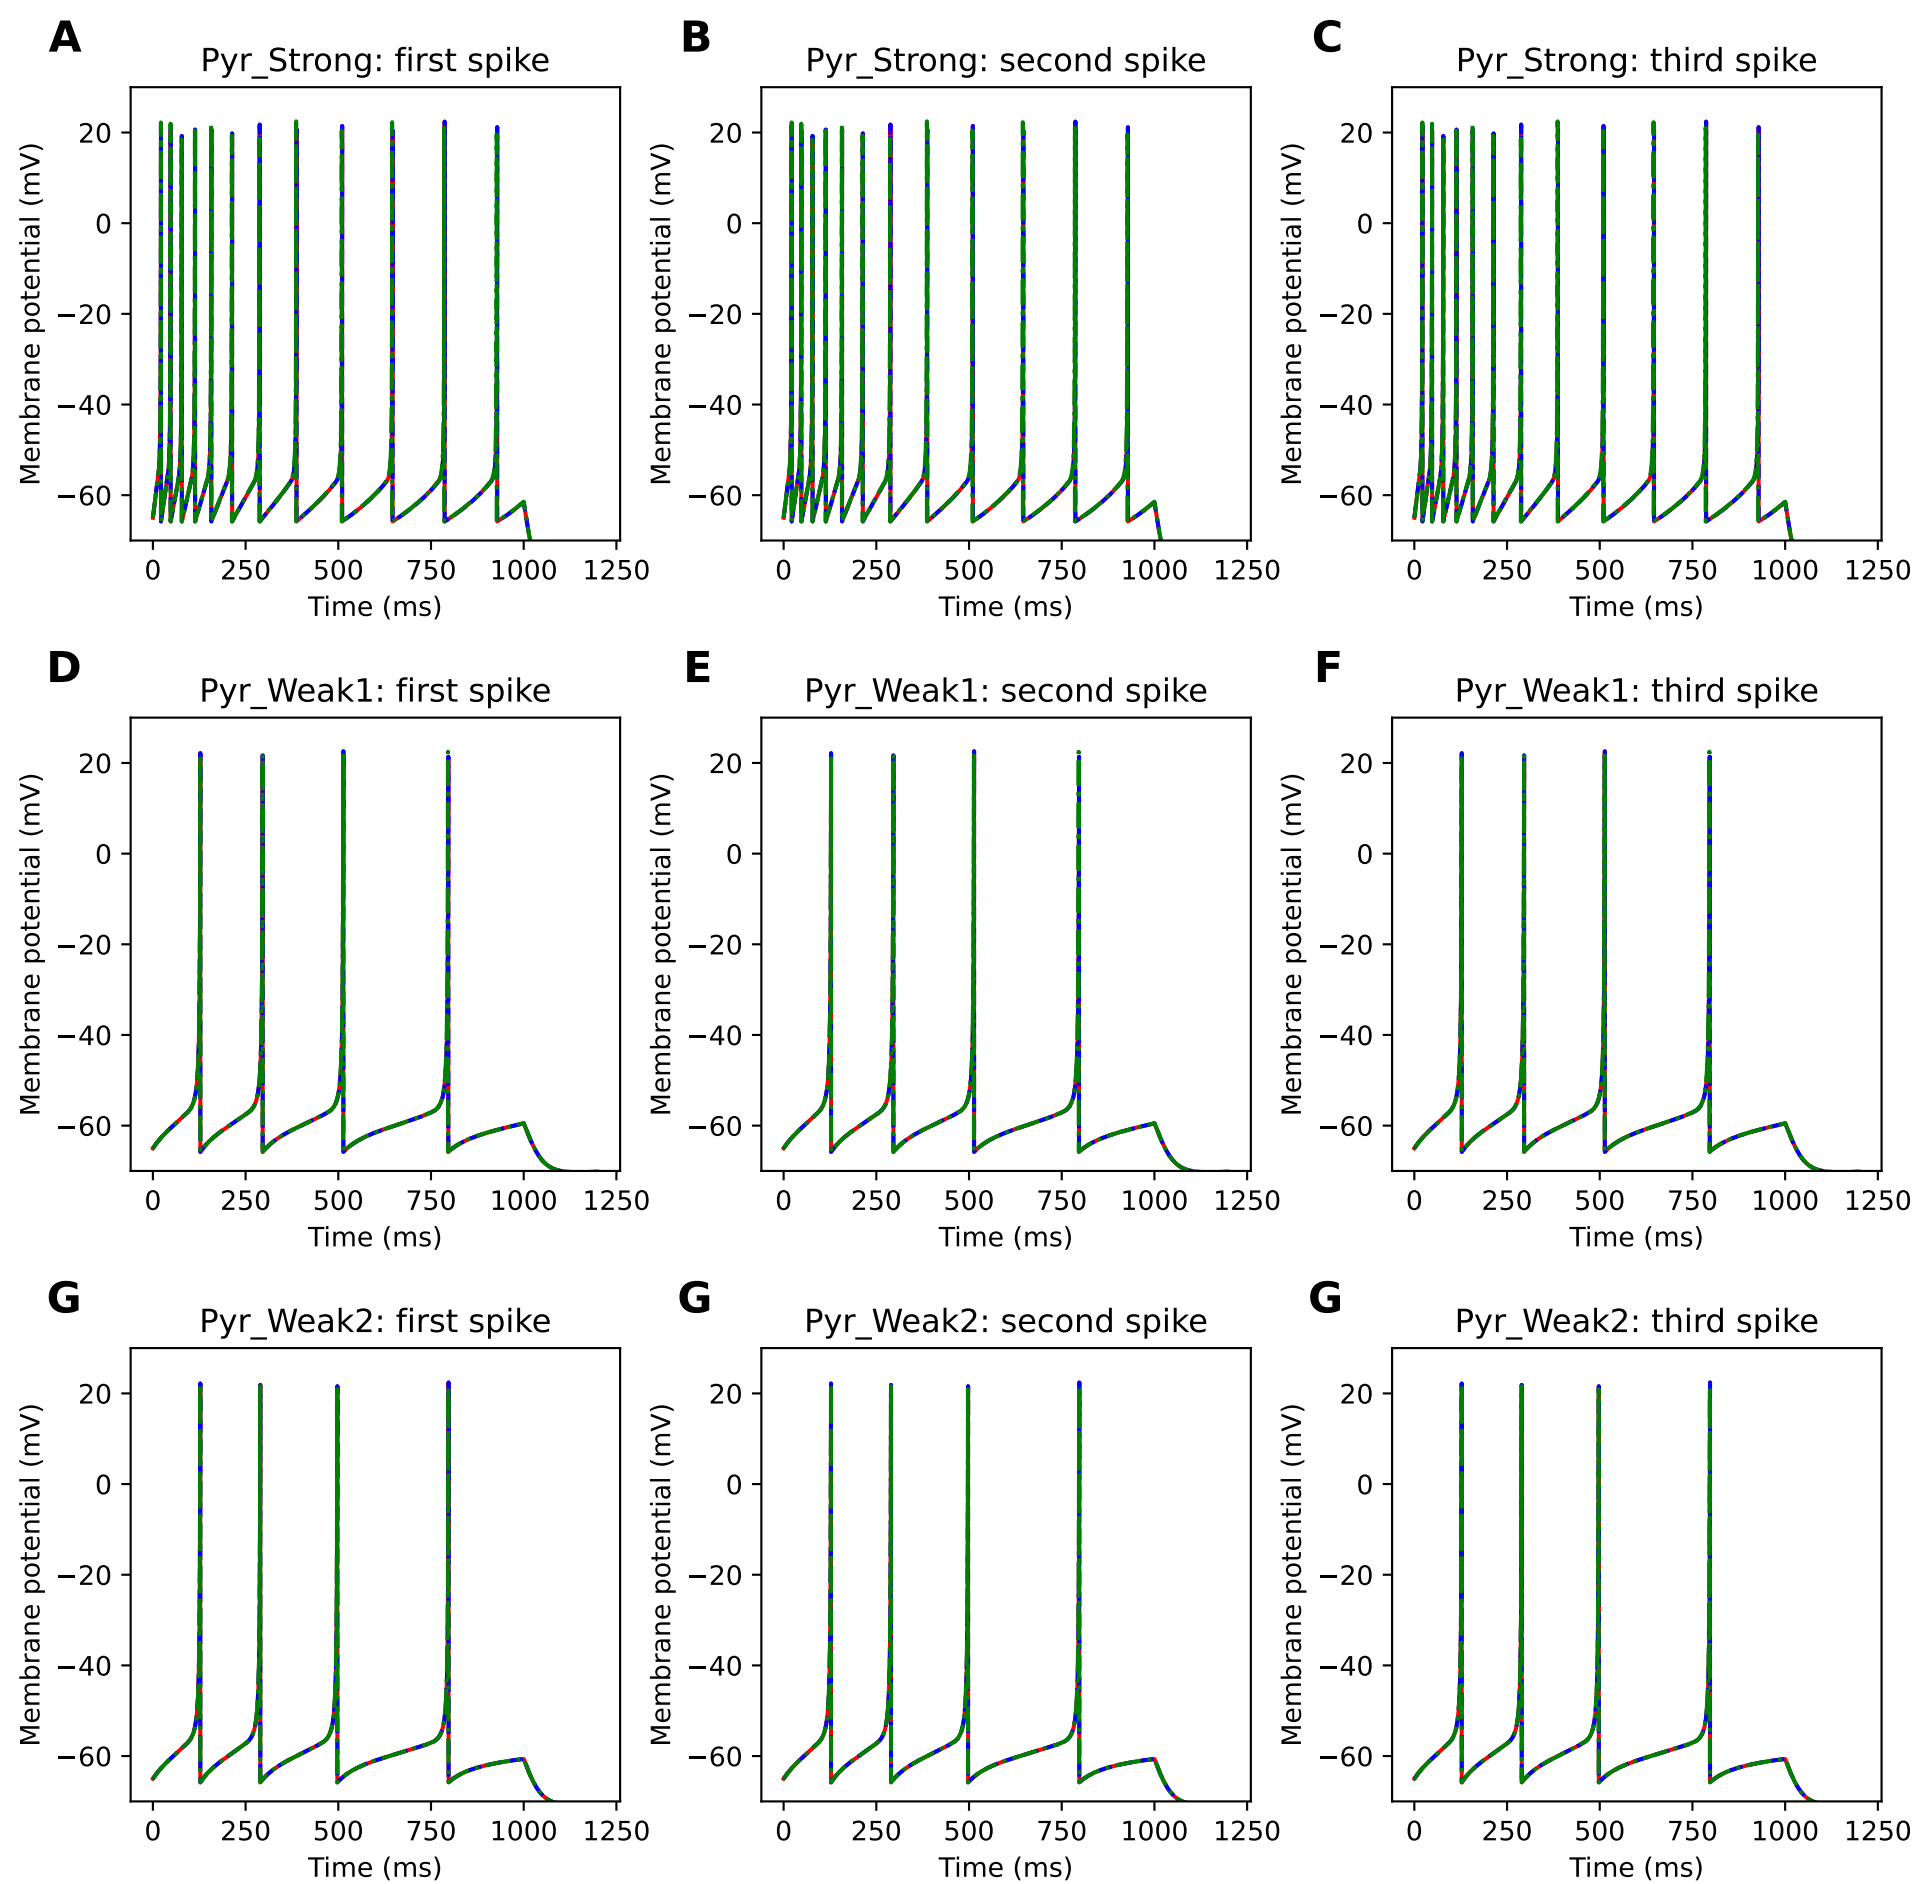 A
Pyr_Strong: first spike
Membrane potential (mV)
20
0
−20
−40
−60
0 250 500 750 1000 1250
Time (ms)
B
Pyr_Strong: second spike
Membrane potential (mV)
20
0
−20
−40
−60
0 250 500 750 1000 1250
Time (ms)
C
Pyr_Strong: third spike
Membrane potential (mV)
20
0
−20
−40
−60
0 250 500 750 1000 1250
Time (ms)
D
Pyr_Weak1: first spike
Membrane potential (mV)
20
0
−20
−40
−60
0 250 500 750 1000 1250
Time (ms)
E
Pyr_Weak1: second spike
Membrane potential (mV)
20
0
−20
−40
−60
0 250 500 750 1000 1250
Time (ms)
F
Pyr_Weak1: third spike
Membrane potential (mV)
20
0
−20
−40
−60
0 250 500 750 1000 1250
Time (ms)
G
Pyr_Weak2: first spike
Membrane potential (mV)
20
0
−20
−40
−60
0 250 500 750 1000 1250
Time (ms)
G
Pyr_Weak2: second spike
Membrane potential (mV)
20
0
−20
−40
−60
0 250 500 750 1000 1250
Time (ms)
G
Pyr_Weak2: third spike
Membrane potential (mV)
20
0
−20
−40
−60
0 250 500 750 1000 1250
Time (ms)